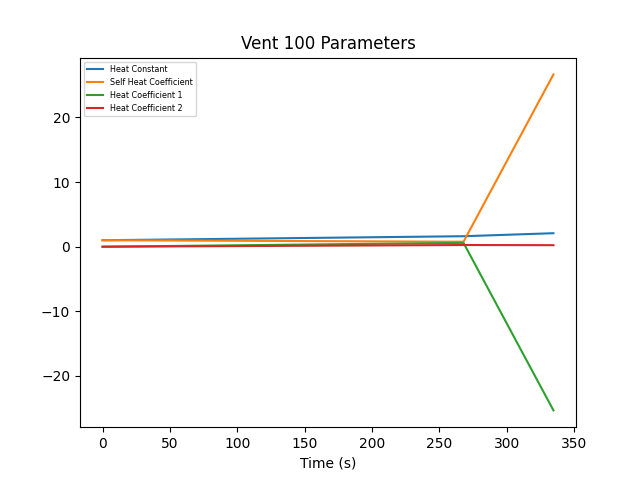 Vent 100 Parameters
Heat Constant
Self Heat Coefficient
Heat Coefficient 1
Heat Coefficient 2
20
10
0
−10
−20
0 50 100 150 200 250 300 350
Time (s)